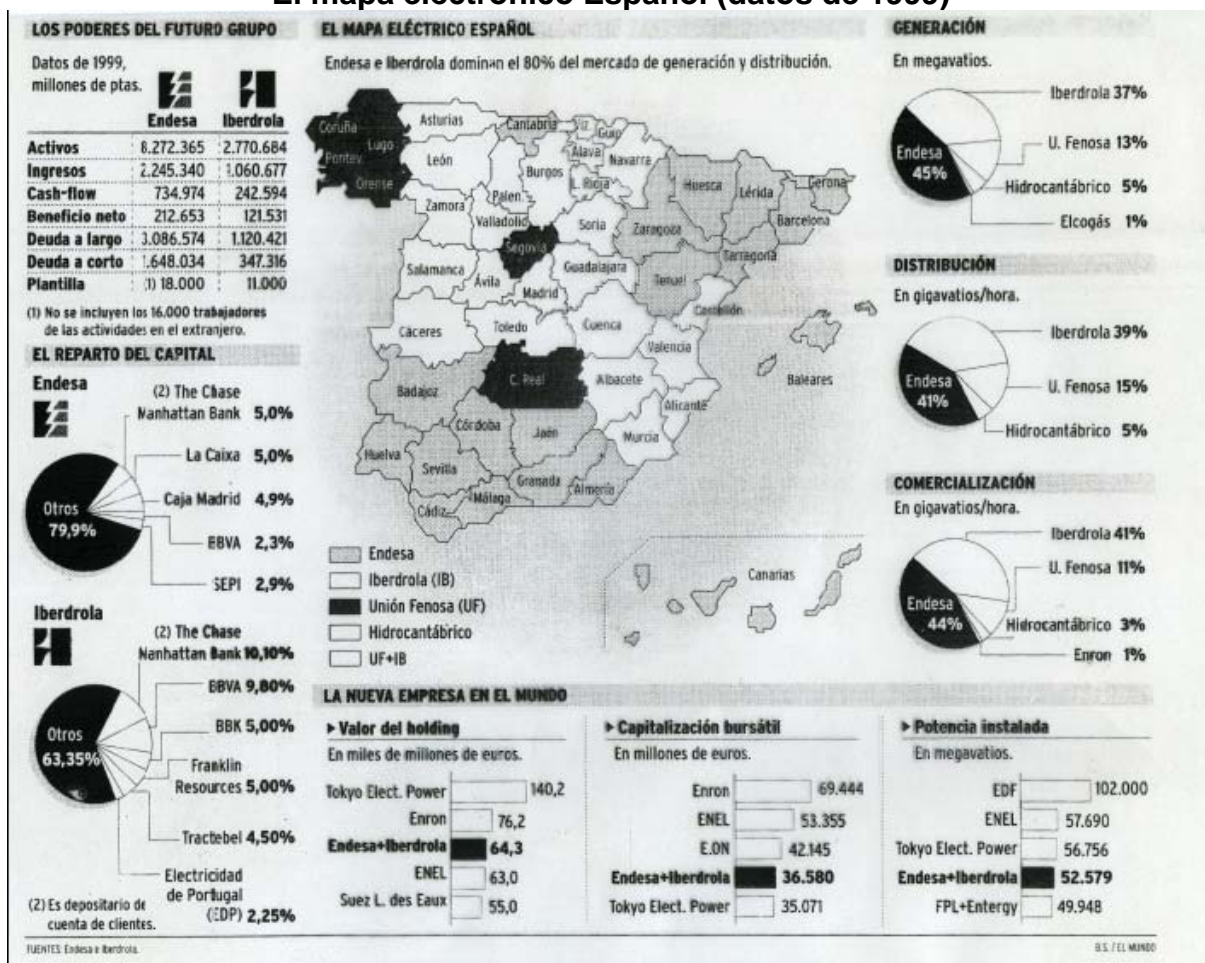 El mapa electrónico Español (datos de 1999)
LOS PODERES DEL FUTURO GRUPO
Datos de 1999,
millones de ptas.
Endesa Iberdrola
Activos 8.272.365 2.770.684
Ingresos 2.245.340 1.060.677
Cash-flow 734.974 242.594
Beneficio neto 212.653 121.531
Deuda a largo 3.086.574 1.120.421
Deuda a corto .648.034 347.316
Plantilla (1) 18.000 11.000
(1) No se incluyen los 16.000 trabajadores
de las actividades en el extranjero.
EL REPARTO DEL CAPITAL
Endesa
(2) The Chase
Manhattan Bank 5,0%
La Caixa 5,0%
Caja Madrid 4,9%
BBVA 2,3%
SEPI 2,9%
Otros
79,9%
Iberdrola
(2) The Chase
Manhattan Bank 10,10%
BBVA 9,80%
BBK 5,00%
Franklin
Resources 5,00%
Tractebel 4,50%
Electricidad
de Portugal
(EDP) 2,25%
Otros
63,35%
(2) Es depositario de
cuenta de clientes.
EL MAPA ELÉCTRICO ESPAÑOL
Endesa e Iberdrola dominan el 80% del mercado de generación y distribución.
Coruña
Lugo
Pontev.
Orense
Asturias
Cantabria
Viz.
Guip.
Alava
Navarra
León
Burgos
L. Rioja
Huesca
Lérida
Gerona
Barcelona
Zamora
Palen.
Valladolid
Soria
Zaragoza
Tarragona
Segovia
Salamanca
Ávila
Madrid
Guadalajara
Teruel
Castellón
Cáceres
Toledo
Cuenca
Valencia
Baleares
Badajoz
C. Real
Albacete
Alicante
Murcia
Huelva
Sevilla
Córdoba
Jaén
Granada
Almería
Málaga
Cádiz
Canarias
Endesa
Iberdrola (IB)
Unión Fenosa (UF)
Hidrocantábrico
UF+IB
GENERACIÓN
En megavatios.
Iberdrola 37%
U. Fenosa 13%
Hidrocantábrico 5%
Elcogás 1%
Endesa
45%
DISTRIBUCIÓN
En gigavatios/hora.
Iberdrola 39%
U. Fenosa 15%
Hidrocantábrico 5%
Endesa
41%
COMERCIALIZACIÓN
En gigavatios/hora.
Iberdrola 41%
U. Fenosa 11%
Hidrocantábrico 3%
Enron 1%
Endesa
44%
LA NUEVA EMPRESA EN EL MUNDO
Valor del holding
En miles de millones de euros.
Tokyo Elect. Power 140,2
Enron 76,2
Endesa+Iberdrola 64,3
ENEL 63,0
Suez L. des Eaux 55,0
Capitalización bursátil
En millones de euros.
Enron 69.444
ENEL 53.355
E.ON 42.145
Endesa+Iberdrola 36.580
Tokyo Elect. Power 35.071
Potencia instalada
En megavatios.
EDF 102.000
ENEL 57.690
Tokyo Elect. Power 56.756
Endesa+Iberdrola 52.579
FPL+Entergy 49.948
FUENTES: Endesa e Iberdrola.
B.S. / EL MUNDO